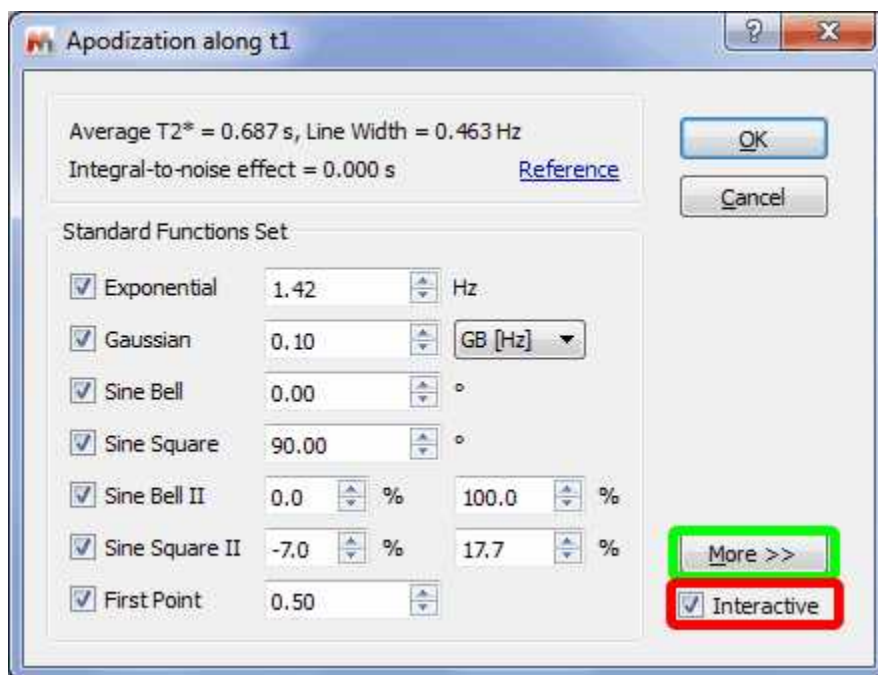 Apodization along t1
Average T2* = 0.687 s, Line Width = 0.463 Hz
Integral-to-noise effect = 0.000 s Reference
OK
Cancel
Standard Functions Set
Exponential 1.42 Hz
Gaussian 0.10 GB [Hz]
Sine Bell 0.00 °
Sine Square 90.00 °
Sine Bell II 0.0 % 100.0 %
Sine Square II -7.0 % 17.7 %
First Point 0.50
More >>
Interactive